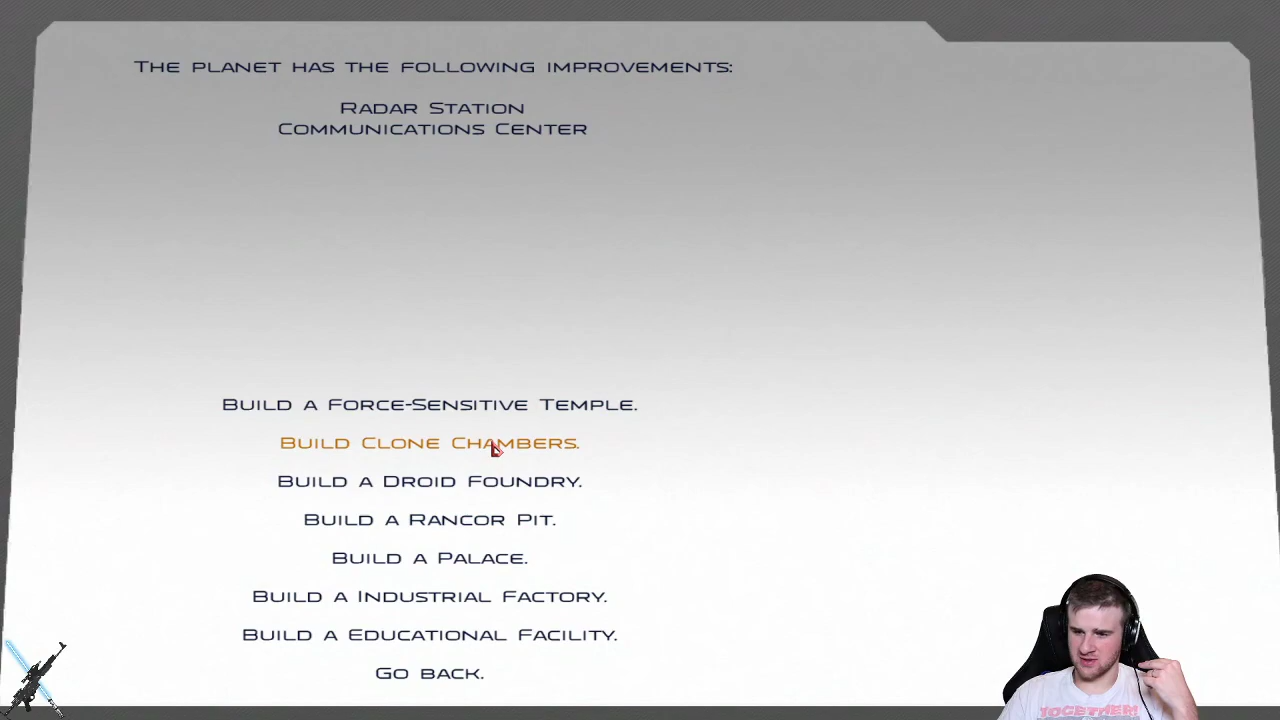 The planet has the following improvements:
Radar Station
Communications Center
Build a Force-Sensitive Temple.
Build Clone Chambers.
Build a Droid Foundry.
Build a Rancor Pit.
Build a Palace.
Build a Industrial Factory.
Build a Educational Facility.
Go back.
TOGETHER!